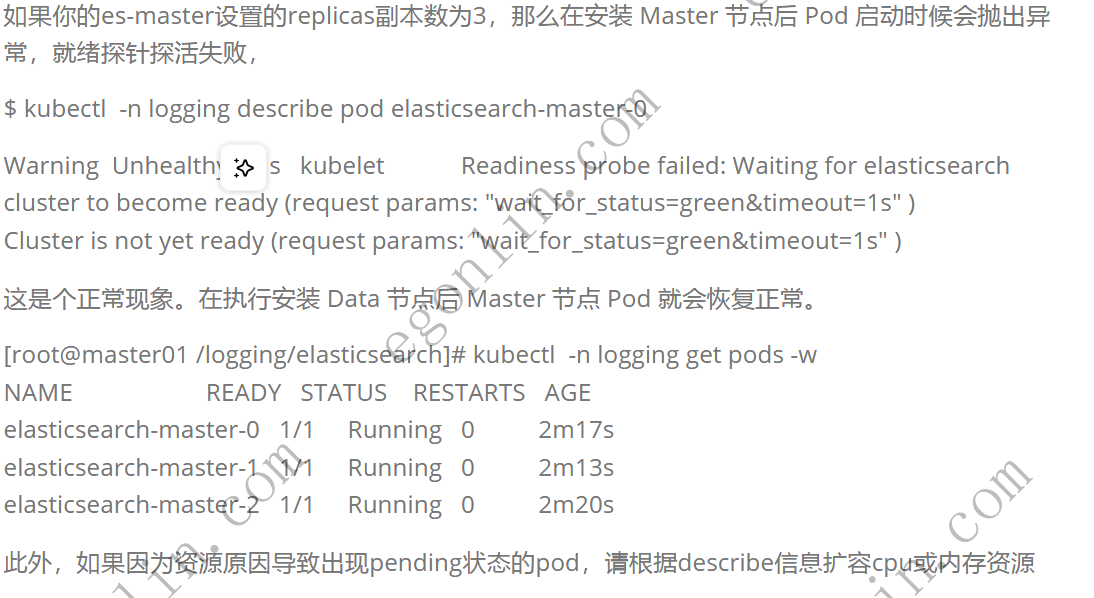 如果你的es-master设置的replicas副本数为3，那么在安装 Master 节点后 Pod 启动时候会抛出异
常，就绪探针探活失败，
$ kubectl -n logging describe pod elasticsearch-master-0
Warning Unhealthy s kubelet Readiness probe failed: Waiting for elasticsearch
cluster to become ready (request params: "wait_for_status=green&timeout=1s" )
Cluster is not yet ready (request params: "wait_for_status=green&timeout=1s" )
这是个正常现象。在执行安装 Data 节点后 Master 节点 Pod 就会恢复正常。
[root@master01 /logging/elasticsearch]# kubectl -n logging get pods -w
NAME READY STATUS RESTARTS AGE
elasticsearch-master-0 1/1 Running 0 2m17s
elasticsearch-master-1 1/1 Running 0 2m13s
elasticsearch-master-2 1/1 Running 0 2m20s
此外，如果因为资源原因导致出现pending状态的pod，请根据describe信息扩容cpu或内存资源
egonlin.com
lin.com
in.com